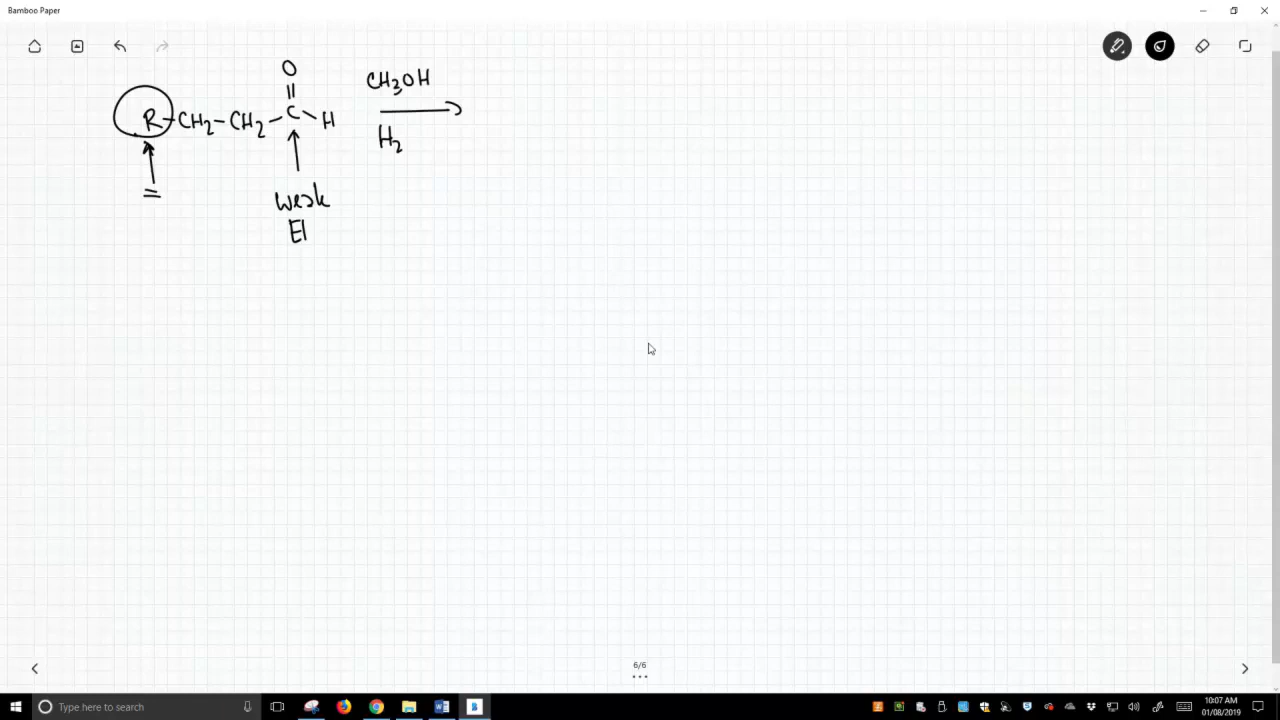 Bamboo Paper
O
||
R-CH2-CH2-C-H
CH3OH
H2
=
weak
El
6/6
Type here to search
10:07 AM
01/08/2019